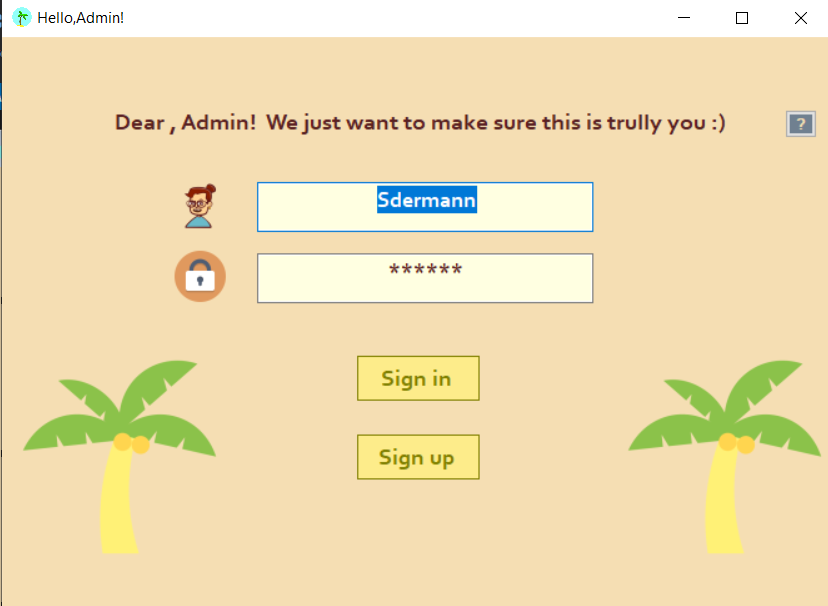 Hello,Admin!
Dear , Admin!  We just want to make sure this is trully you :)
?
Sdermann
******
Sign in
Sign up